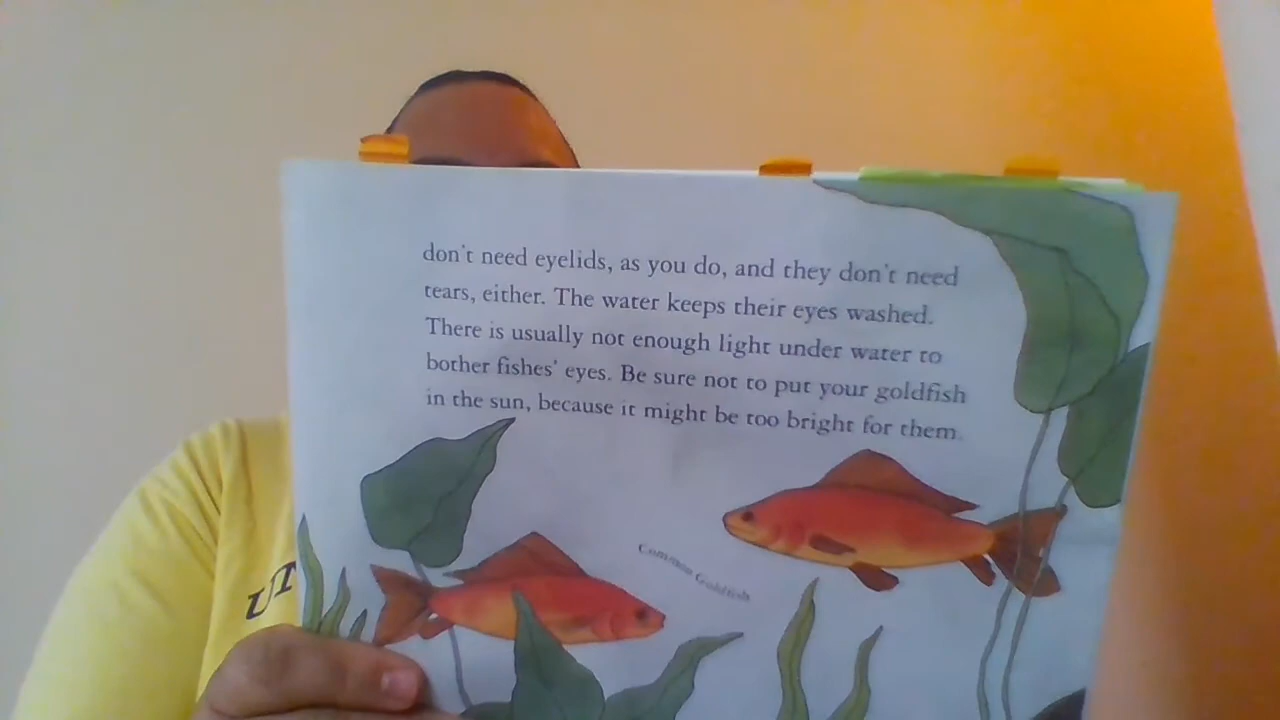 don't need eyelids, as you do, and they don't need
tears, either. The water keeps their eyes washed.
There is usually not enough light under water to
bother fishes' eyes. Be sure not to put your goldfish
in the sun, because it might be too bright for them.
Common Goldfish
UT